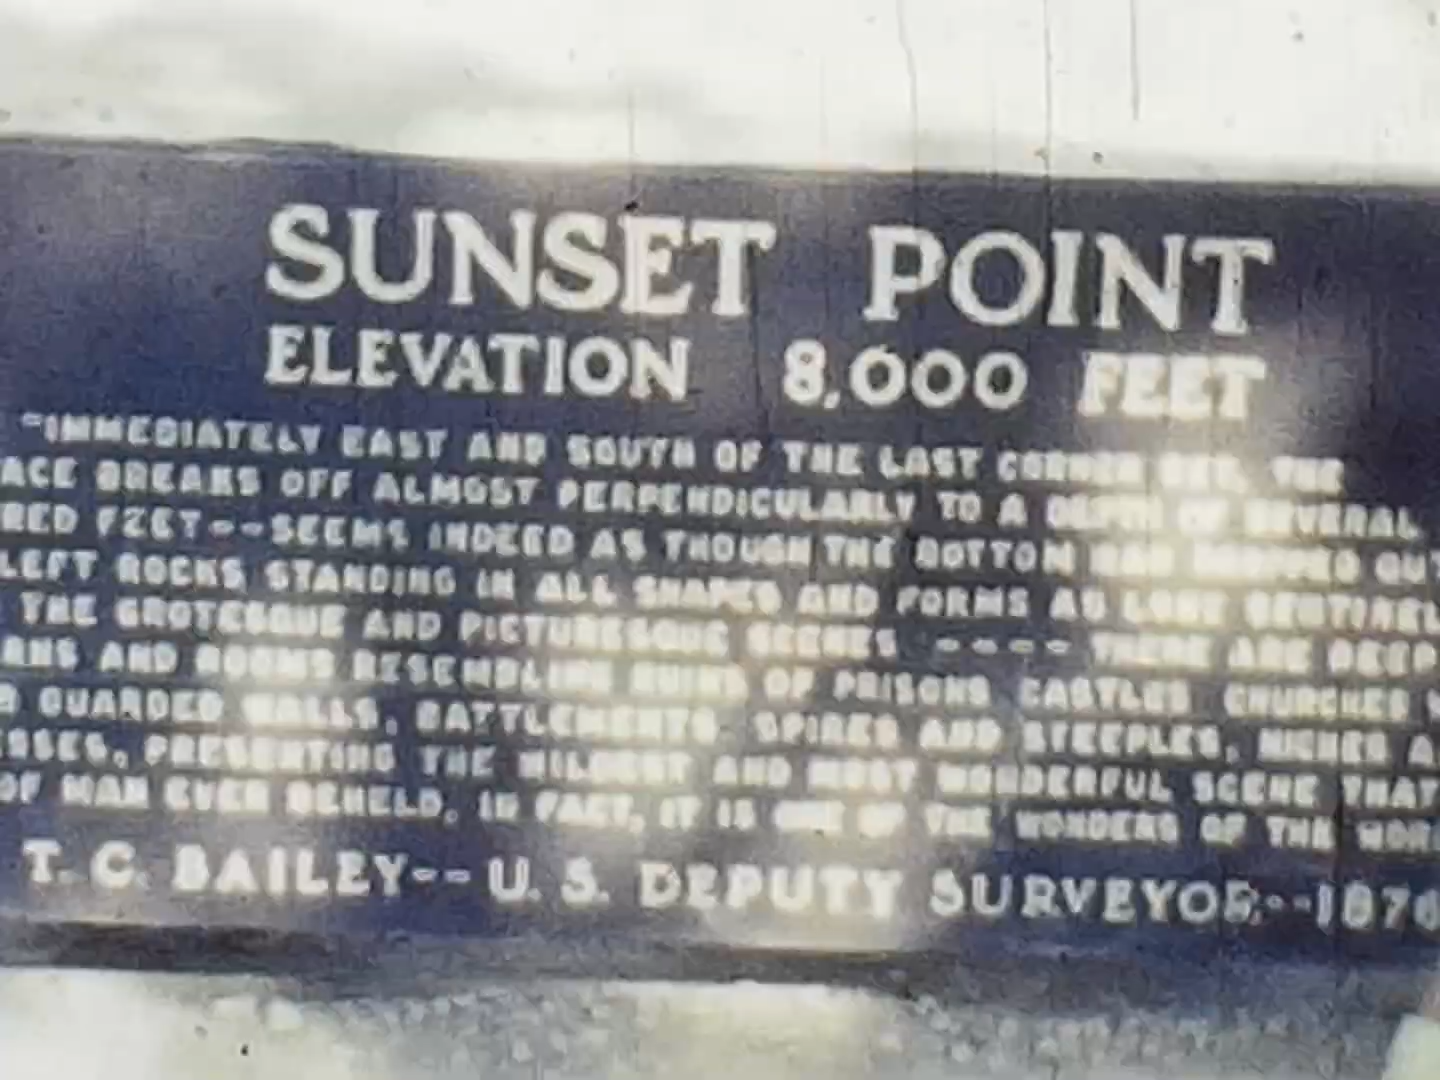 SUNSET POINT
ELEVATION 8,000 FEET
"IMMEDIATELY EAST AND SOUTH OF THE LAST CORNER SET, THE
ACE BREAKS OFF ALMOST PERPENDICULARLY TO A DEPTH OF SEVERAL
RED FEET--SEEMS INDEED AS THOUGH THE BOTTOM HAD DROPPED OUT
LEFT ROCKS STANDING IN ALL SHAPES AND FORMS AS LONE SENTINEL
THE GROTESQUE AND PICTURESQUE SCENES ---- THERE ARE DEEP
RNS AND ROOMS RESEMBLING RUINS OF PRISONS CASTLES CHURCHES
D GUARDED WALLS, BATTLEMENTS SPIRES AND STEEPLES, NICHES A
ESSES, PRESENTING THE WILDEST AND MOST WONDERFUL SCENE THAT
OF MAN EVER BEHELD, IN FACT, IT IS ONE OF THE WONDERS OF THE WOR
T. C. BAILEY-- U. S. DEPUTY SURVEYOR--1876